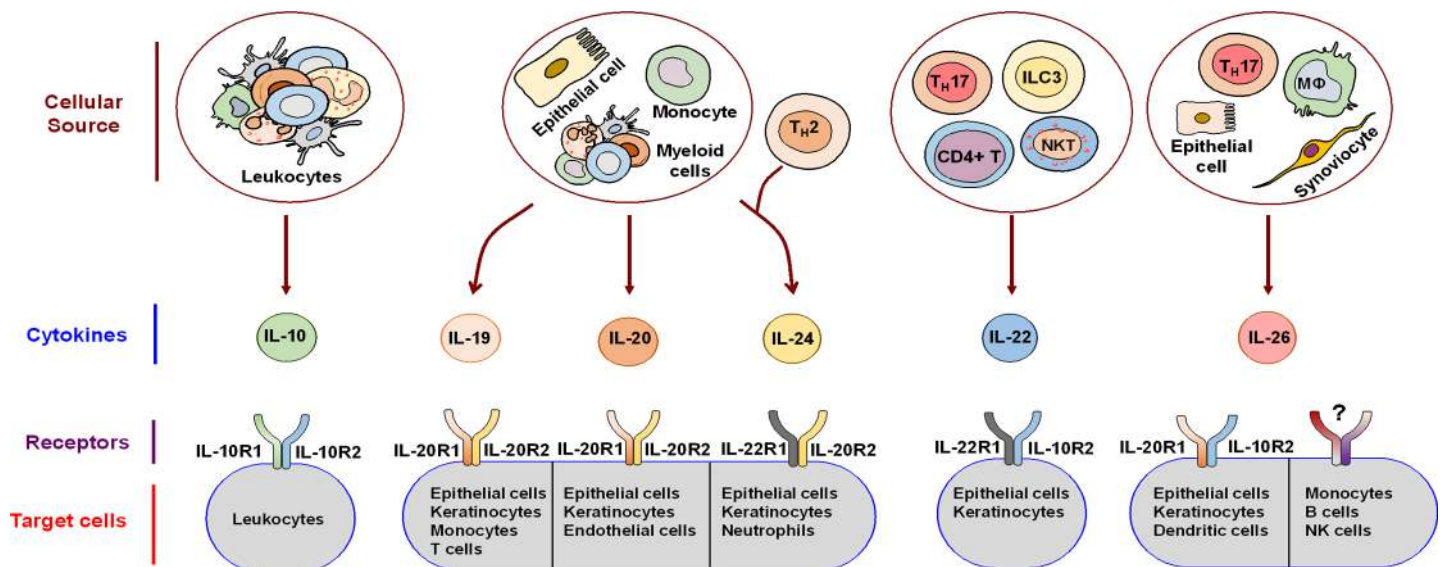 Cellular
Source
Leukocytes
Epithelial cell
Monocyte
Myeloid
cells
TH2
TH17
ILC3
CD4+ T
NKT
TH17
MΦ
Epithelial
cell
Synoviocyte
Cytokines
IL-10
IL-19
IL-20
IL-24
IL-22
IL-26
Receptors
IL-10R1
IL-10R2
IL-20R1
IL-20R2
IL-20R1
IL-20R2
IL-22R1
IL-20R2
IL-22R1
IL-10R2
IL-20R1
IL-10R2
?
Target cells
Leukocytes
Epithelial cells
Keratinocytes
Monocytes
T cells
Epithelial cells
Keratinocytes
Endothelial cells
Epithelial cells
Keratinocytes
Neutrophils
Epithelial cells
Keratinocytes
Epithelial cells
Keratinocytes
Dendritic cells
Monocytes
B cells
NK cells